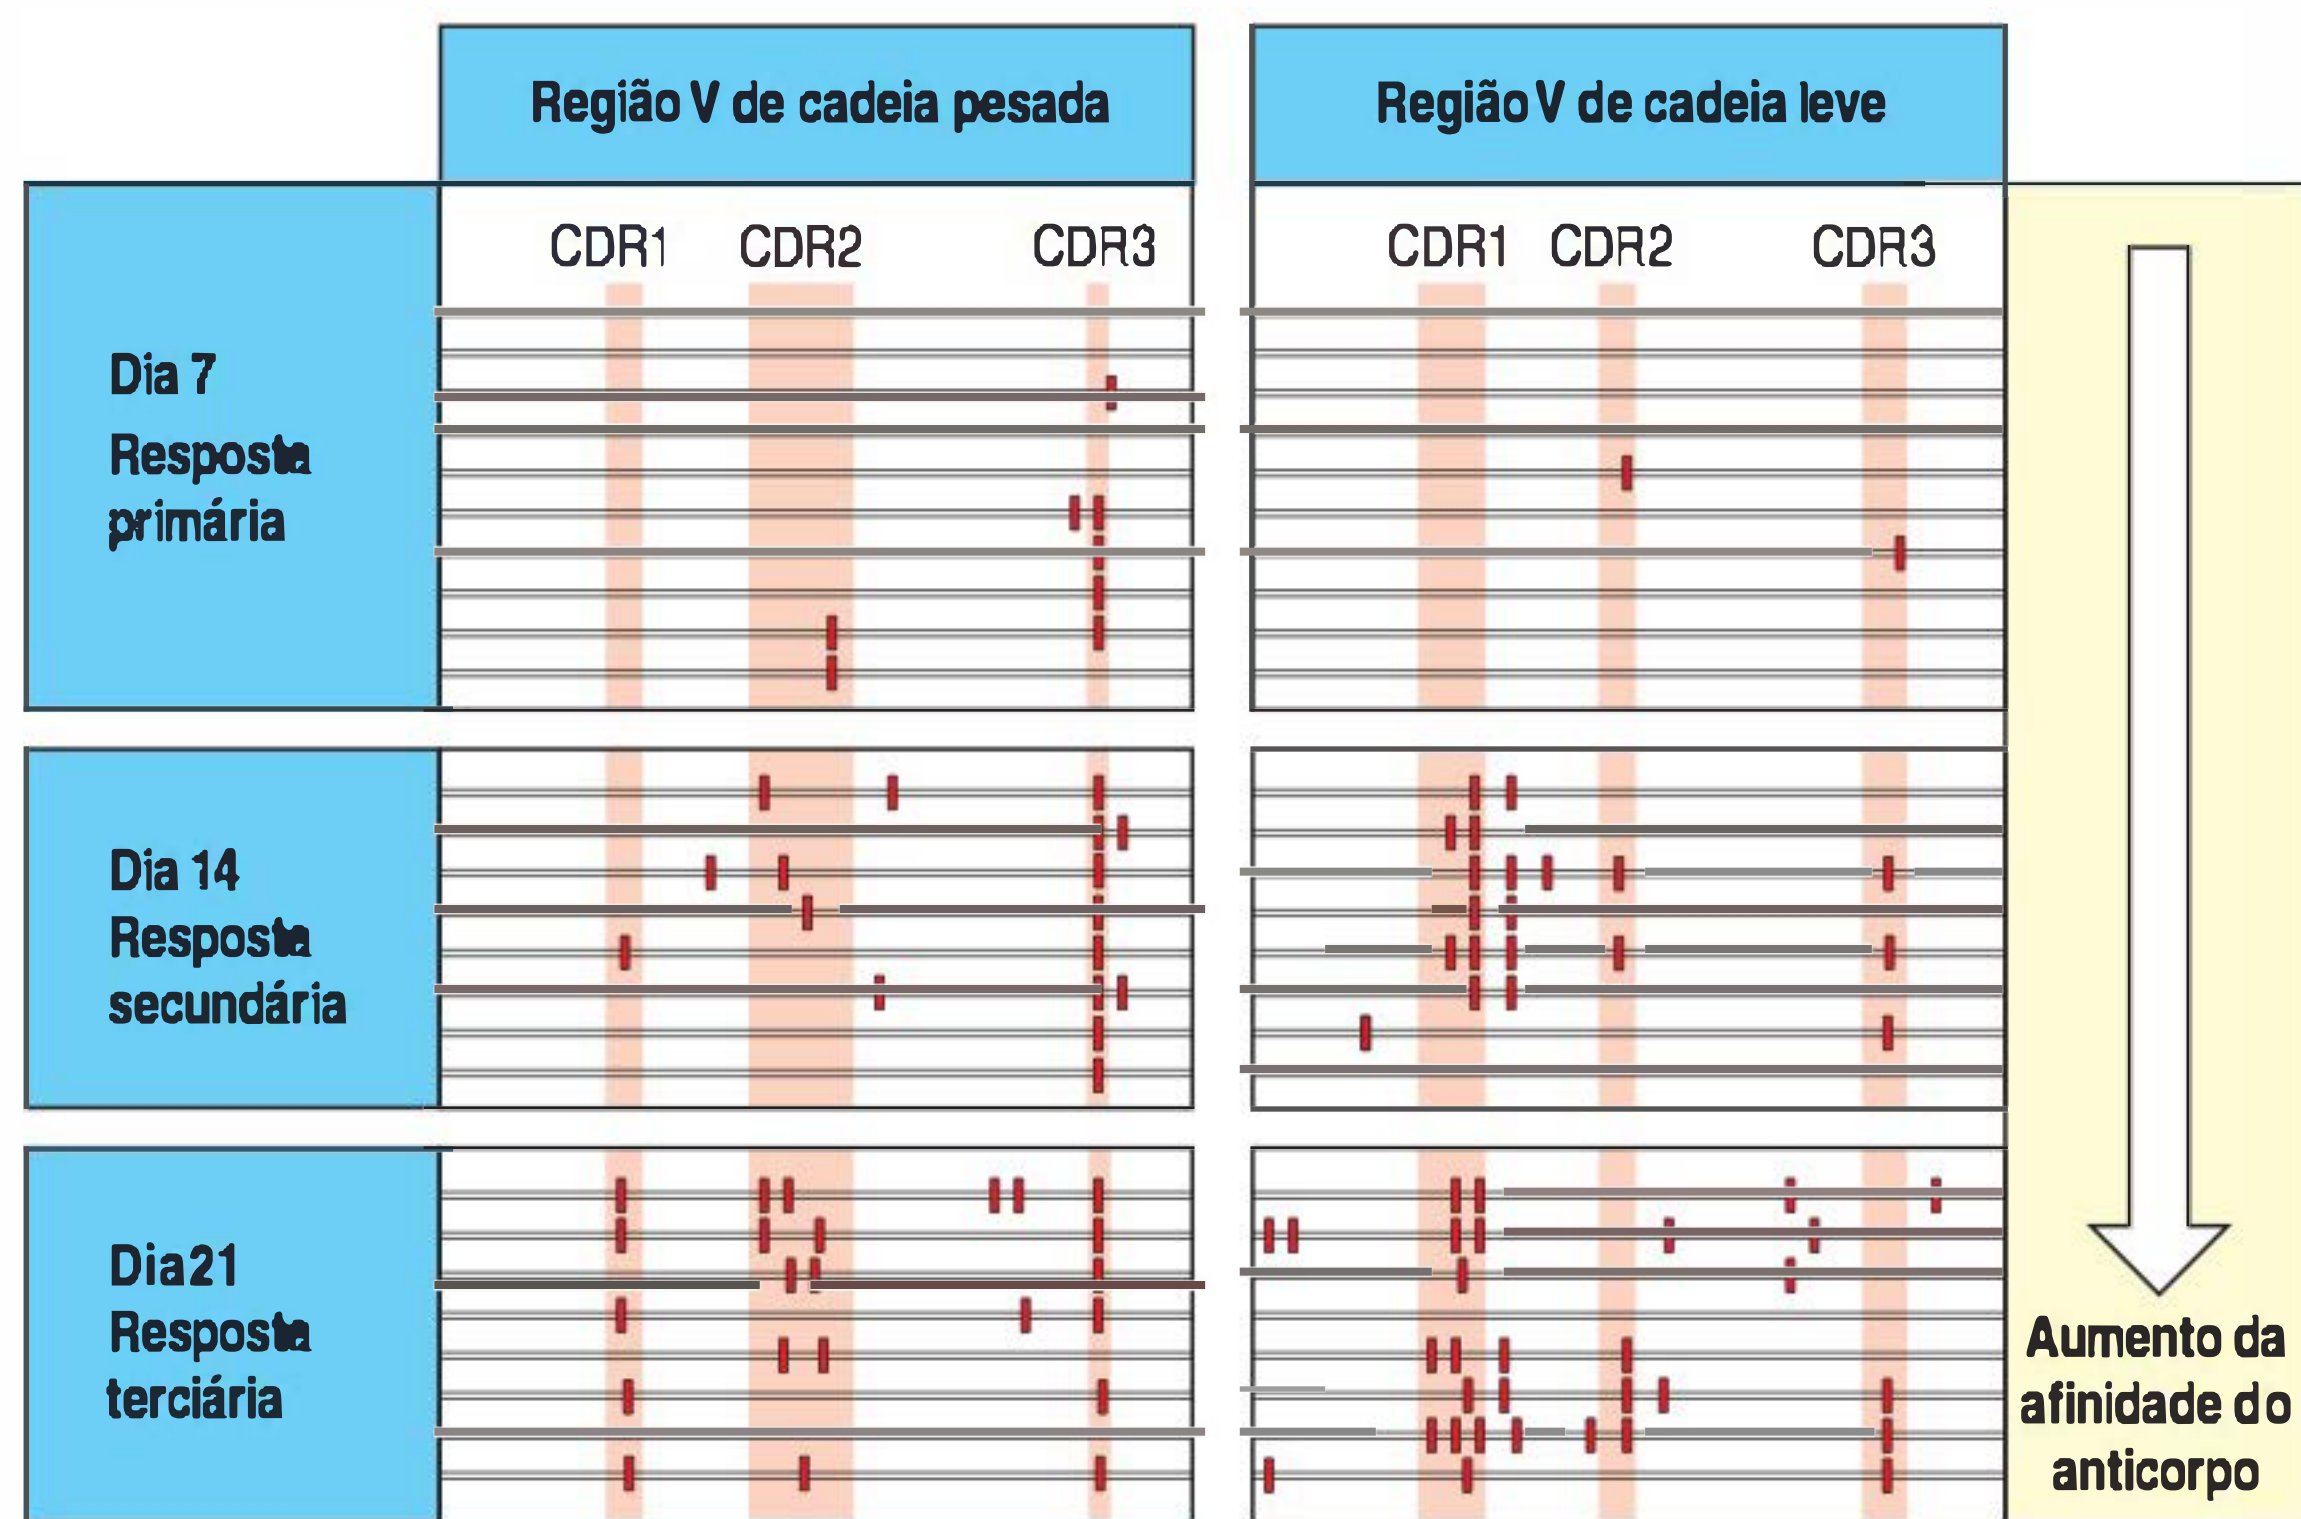 Região V de cadeia pesada
Região V de cadeia leve
CDR1 CDR2 CDR3
CDR1 CDR2 CDR3
Dia 7
Resposta
primária
Dia 14
Resposta
secundária
Dia21
Resposta
terciária
Aumento da
afinidade do
anticorpo